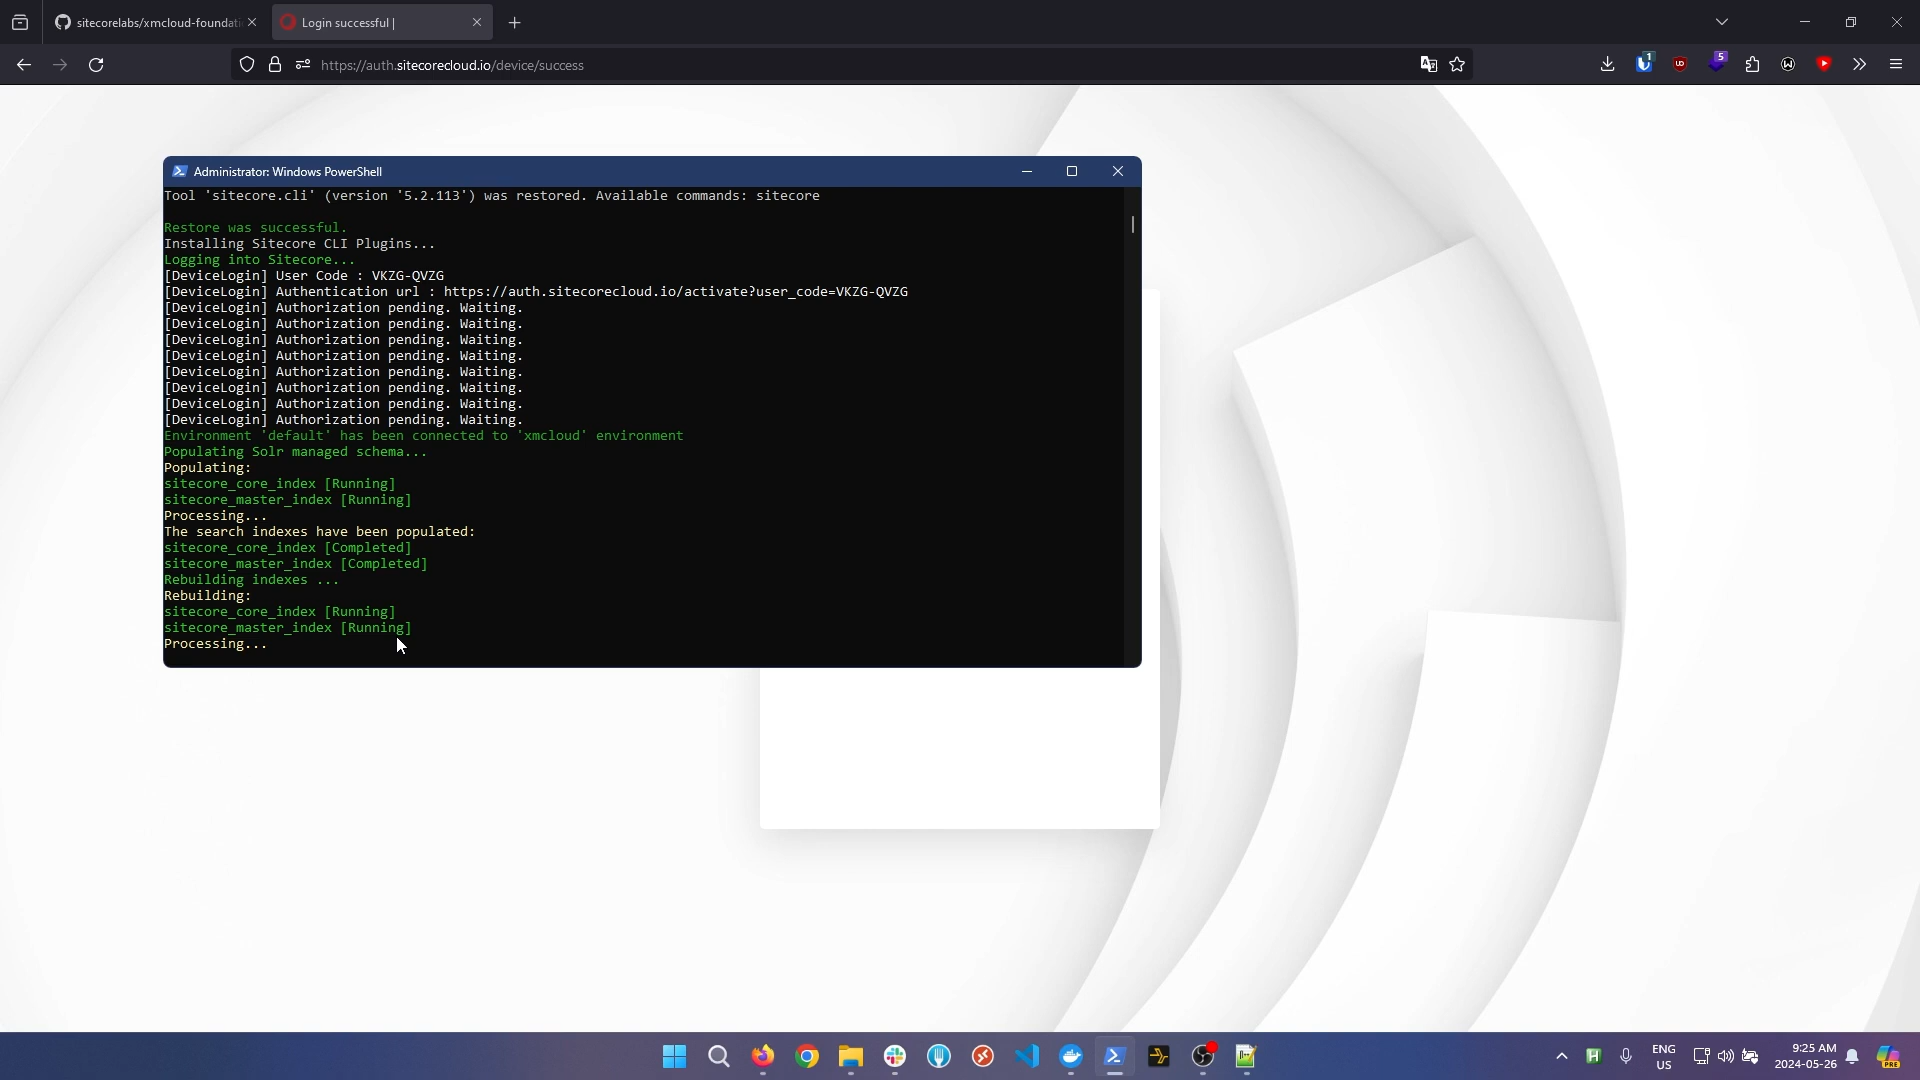 sitecorelabs/xmcloud-foundati
Login successful |
https://auth.sitecorecloud.io/device/success
1
5
Administrator: Windows PowerShell
Tool 'sitecore.cli' (version '5.2.113') was restored. Available commands: sitecore
Restore was successful.
Installing Sitecore CLI Plugins...
Logging into Sitecore...
[DeviceLogin] User Code : VKZG-QVZG
[DeviceLogin] Authentication url : https://auth.sitecorecloud.io/activate?user_code=VKZG-QVZG
[DeviceLogin] Authorization pending. Waiting.
[DeviceLogin] Authorization pending. Waiting.
[DeviceLogin] Authorization pending. Waiting.
[DeviceLogin] Authorization pending. Waiting.
[DeviceLogin] Authorization pending. Waiting.
[DeviceLogin] Authorization pending. Waiting.
[DeviceLogin] Authorization pending. Waiting.
[DeviceLogin] Authorization pending. Waiting.
Environment 'default' has been connected to 'xmcloud' environment
Populating Solr managed schema...
Populating:
sitecore_core_index [Running]
sitecore_master_index [Running]
Processing...
The search indexes have been populated:
sitecore_core_index [Completed]
sitecore_master_index [Completed]
Rebuilding indexes ...
Rebuilding:
sitecore_core_index [Running]
sitecore_master_index [Running]
Processing...
ENG
US
9:25 AM
2024-05-26
PRE